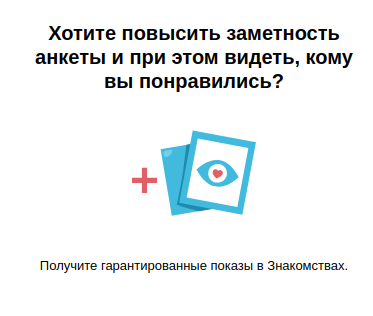 Хотите повысить заметность
анкеты и при этом видеть, кому
вы понравились?
Получите гарантированные показы в Знакомствах.